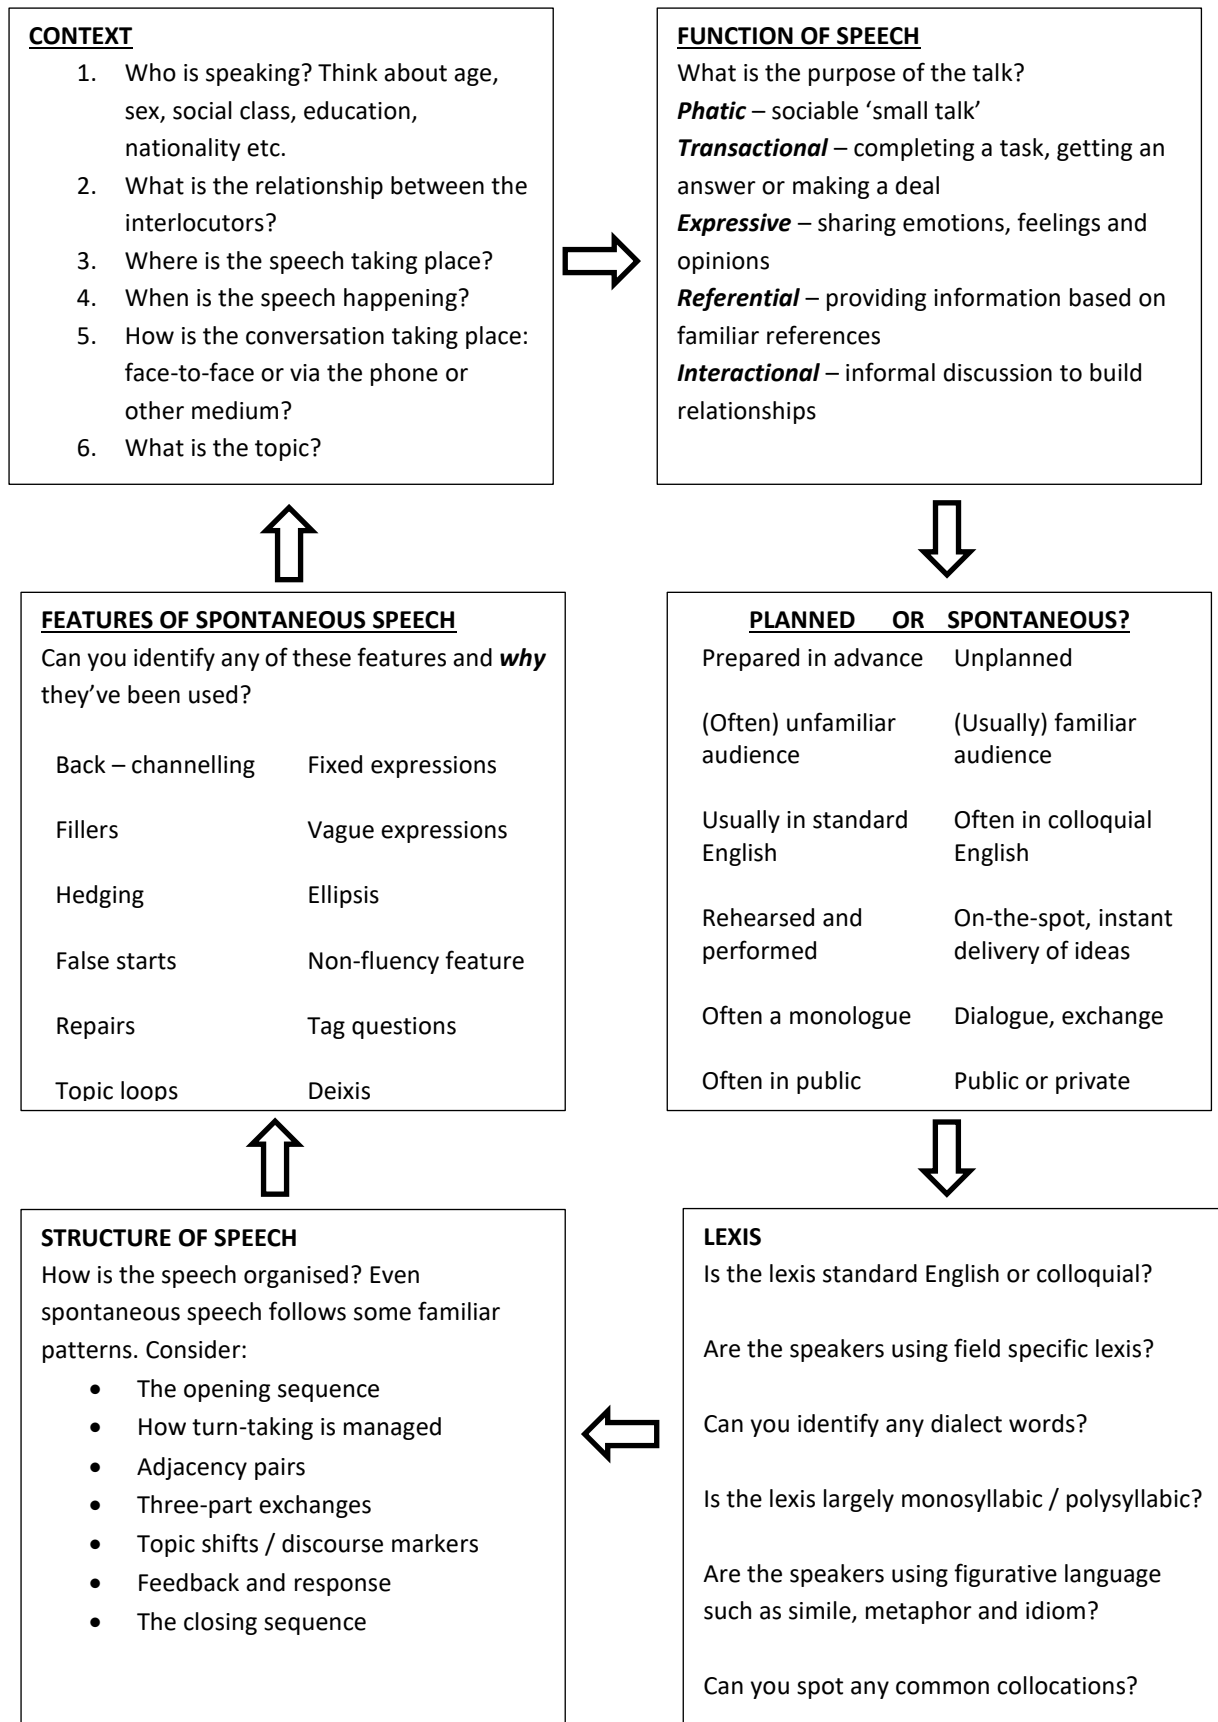 CONTEXT
1. Who is speaking? Think about age,
sex, social class, education,
nationality etc.
2. What is the relationship between the
interlocutors?
3. Where is the speech taking place?
4. When is the speech happening?
5. How is the conversation taking place:
face-to-face or via the phone or
other medium?
6. What is the topic?
FUNCTION OF SPEECH
What is the purpose of the talk?
Phatic – sociable ‘small talk’
Transactional – completing a task, getting an
answer or making a deal
Expressive – sharing emotions, feelings and
opinions
Referential – providing information based on
familiar references
Interactional – informal discussion to build
relationships
PLANNED OR SPONTANEOUS?
Prepared in advance Unplanned
(Often) unfamiliar (Usually) familiar
audience audience
Usually in standard Often in colloquial
English English
Rehearsed and On-the-spot, instant
performed delivery of ideas
Often a monologue Dialogue, exchange
Often in public Public or private
LEXIS
Is the lexis standard English or colloquial?
Are the speakers using field specific lexis?
Can you identify any dialect words?
Is the lexis largely monosyllabic / polysyllabic?
Are the speakers using figurative language
such as simile, metaphor and idiom?
Can you spot any common collocations?
STRUCTURE OF SPEECH
How is the speech organised? Even
spontaneous speech follows some familiar
patterns. Consider:
• The opening sequence
• How turn-taking is managed
• Adjacency pairs
• Three-part exchanges
• Topic shifts / discourse markers
• Feedback and response
• The closing sequence
FEATURES OF SPONTANEOUS SPEECH
Can you identify any of these features and why
they’ve been used?
Back – channelling Fixed expressions
Fillers Vague expressions
Hedging Ellipsis
False starts Non-fluency feature
Repairs Tag questions
Topic loops Deixis